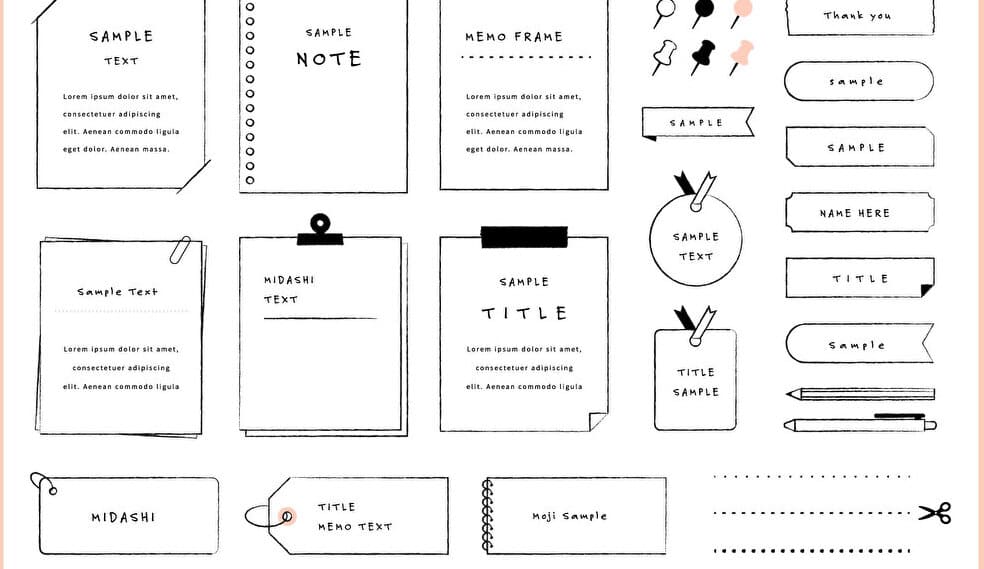 SAMPLE
TEXT
Lorem ipsum dolor sit amet,
consectetuer adipiscing
elit. Aenean commodo ligula
eget dolor. Aenean massa.
SAMPLE
NOTE
MEMO FRAME
Lorem ipsum dolor sit amet,
consectetuer adipiscing
elit. Aenean commodo ligula
eget dolor. Aenean massa.
SAMPLE
Thank you
sample
SAMPLE
NAME HERE
TITLE
Sample
SAMPLE
TEXT
TITLE
SAMPLE
Sample Text
Lorem ipsum dolor sit amet,
consectetuer adipiscing
elit. Aenean commodo ligula
MIDASHI
TEXT
SAMPLE
TITLE
Lorem ipsum dolor sit amet,
consectetuer adipiscing
elit. Aenean commodo ligula
MIDASHI
TITLE
MEMO TEXT
Moji Sample